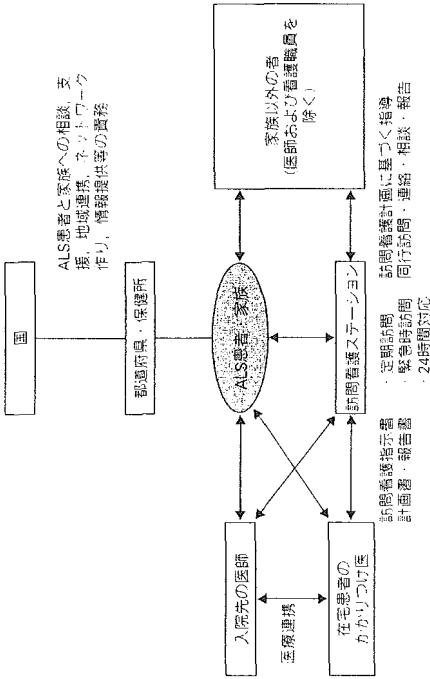 国
ALS患者と家族への相談、支
援、地域連携、ネットワーク
作り、情報提供等の責務
都道府県・保健所
ALS患者・家族
家族以外の者
(医師および看護職員を
除く)
入院先の医師
医療連携
在宅患者の
かかりつけ医
訪問看護ステーション
訪問看護指示書
計画書・報告書
・定期訪問
・緊急時訪問
・24時間対応
訪問看護計画に基づく指導
同行訪問・連絡・相談・報告